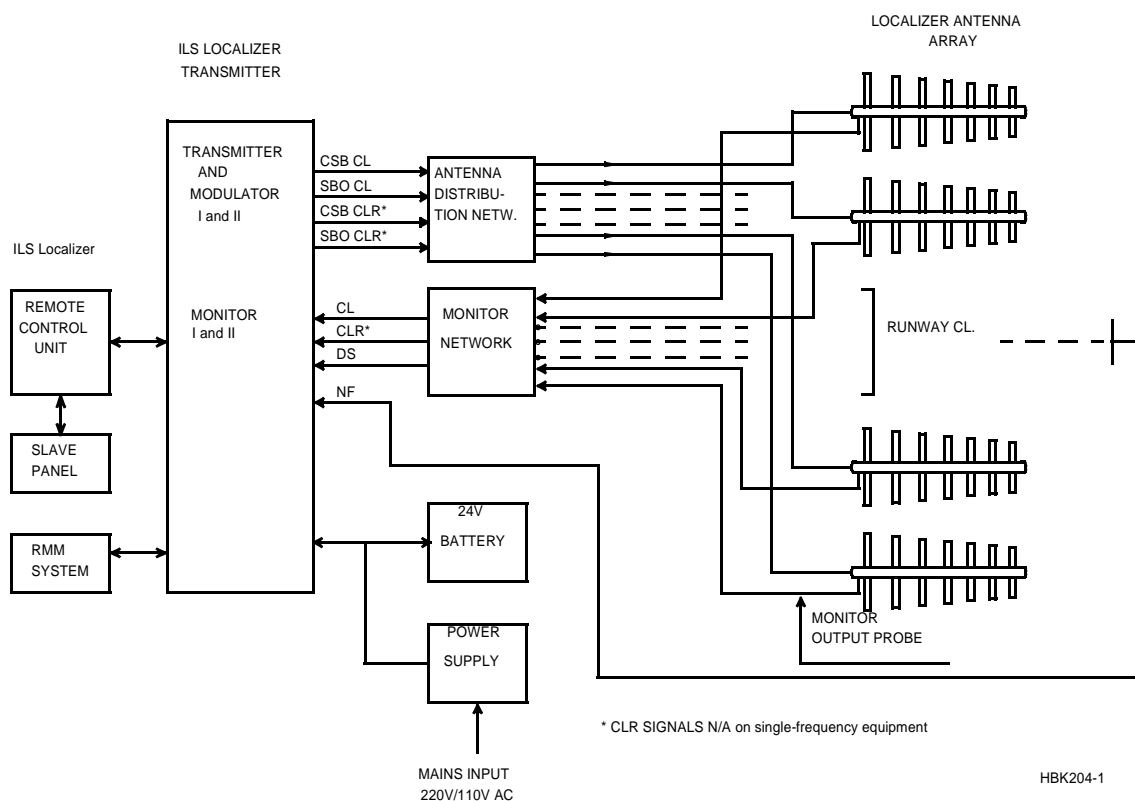 LOCALIZER ANTENNA
ARRAY
ILS LOCALIZER
TRANSMITTER
TRANSMITTER
AND
MODULATOR
I and II
CSB CL
SBO CL
CSB CLR*
SBO CLR*
ANTENNA
DISTRIBU-
TION NETW.
ILS Localizer
REMOTE
CONTROL
UNIT
MONITOR
I and II
CL
CLR*
DS
NF
MONITOR
NETWORK
RUNWAY CL.
SLAVE
PANEL
24V
BATTERY
RMM
SYSTEM
MONITOR
OUTPUT PROBE
POWER
SUPPLY
* CLR SIGNALS N/A on single-frequency equipment
MAINS INPUT
220V/110V AC
HBK204-1